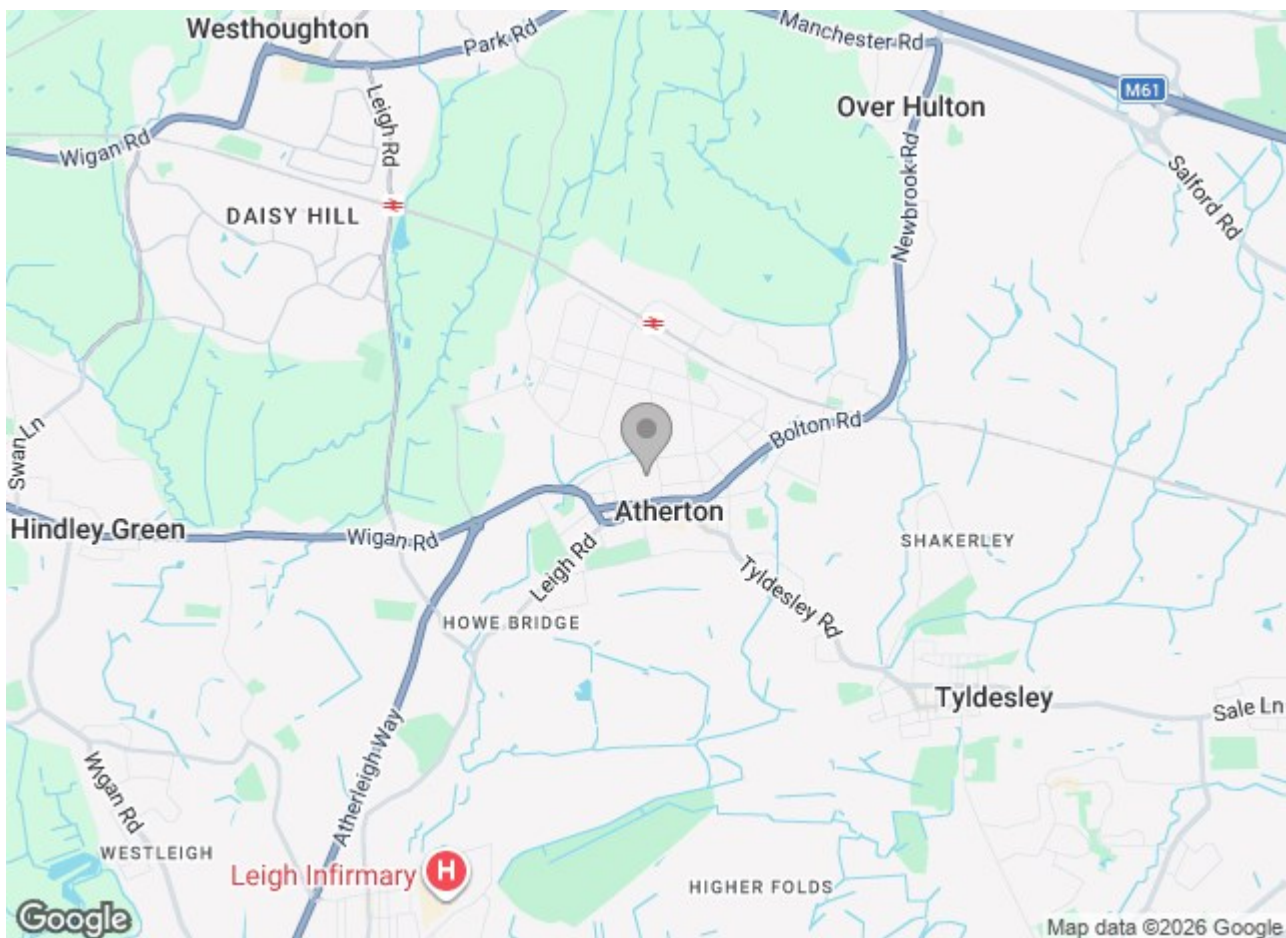 Westhoughton
Park Rd
Manchester Rd
M61
Over Hulton
Leigh Rd
Wigan Rd
Newbrook Rd
Salford Rd
DAISY HILL
Bolton Rd
Swan Ln
Atherton
Hindley Green
Wigan Rd
Leigh Rd
SHAKERLEY
Tyldesley Rd
HOWE BRIDGE
Tyldesley
Sale Ln
Atherleigh Way
Wigan Rd
WESTLEIGH
Leigh Infirmary
H
HIGHER FOLDS
Google
Map data ©2026 Google